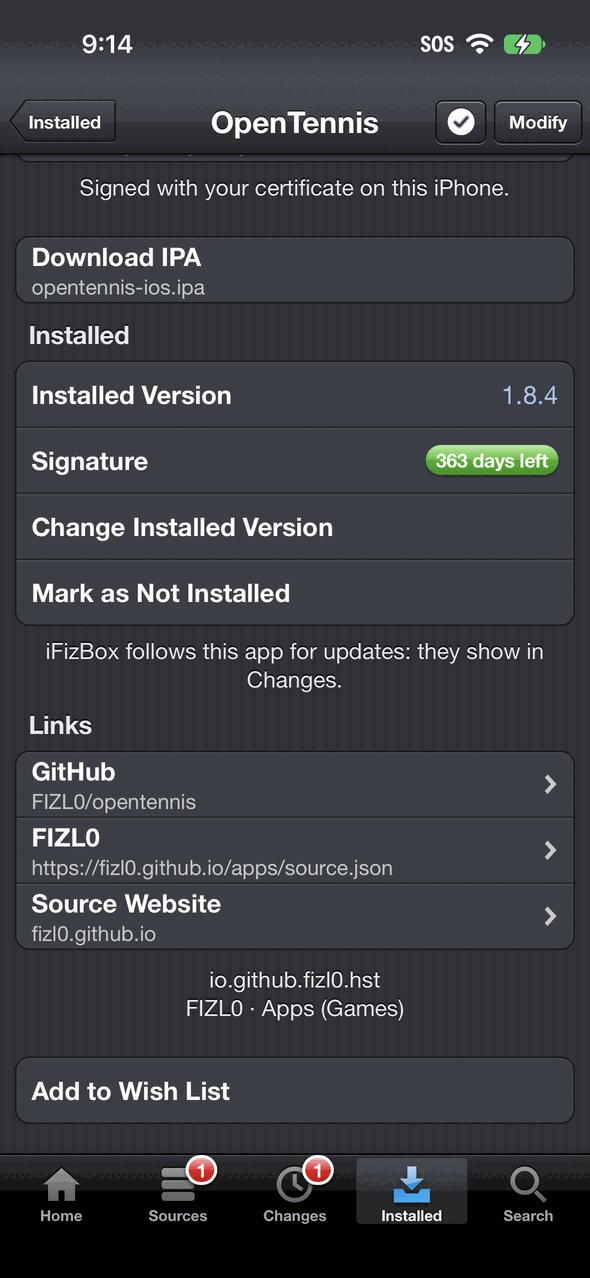 9:14
SOS
Installed
OpenTennis
Modify
Signed with your certificate on this iPhone.
Download IPA
opentennis-ios.ipa
Installed
Installed Version
1.8.4
Signature
363 days left
Change Installed Version
Mark as Not Installed
iFizBox follows this app for updates: they show in
Changes.
Links
GitHub
FIZL0/opentennis
FIZL0
https://fizl0.github.io/apps/source.json
Source Website
fizl0.github.io
io.github.fizl0.hst
FIZL0 · Apps (Games)
Add to Wish List
1
1
Home
Sources
Changes
Installed
Search